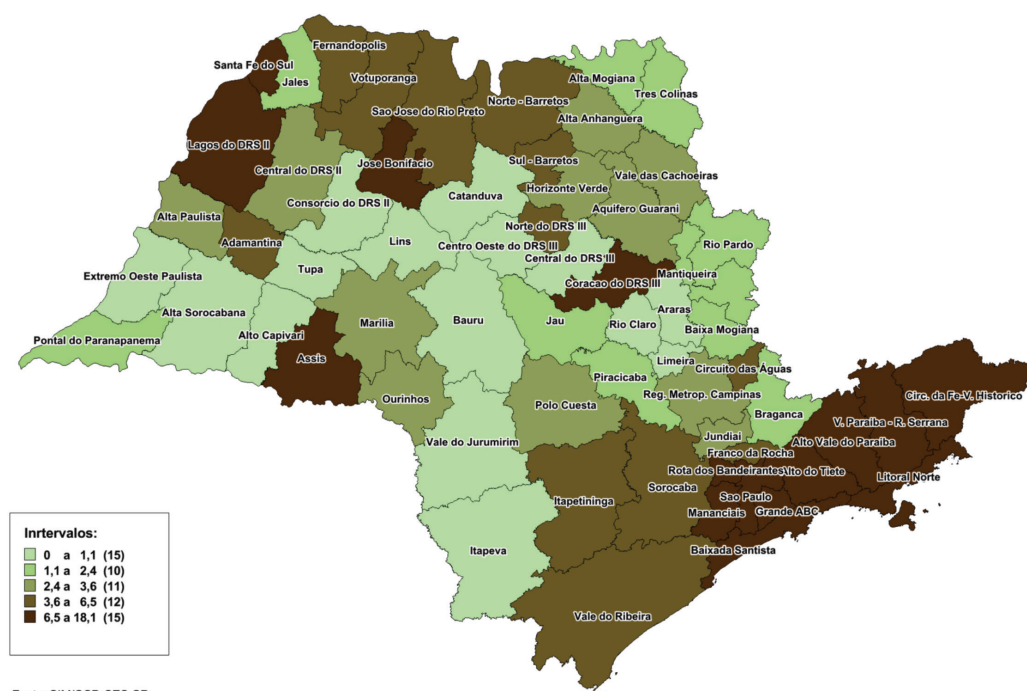 Fernandopolis
Santa Fe do Sul
Jales
Votuporanga
Alta Mogiana
Tres Colinas
Sao Jose do Rio Preto
Norte - Barretos
Alta Anhanguera
Lagos do DRS II
Jose Bonifacio
Sul - Barretos
Central do DRS II
Horizonte Verde
Vale das Cachoeiras
Catanduva
Consorcio do DRS II
Aquifero Guarani
Alta Paulista
Norte do DRS III
Adamantina
Lins
Centro Oeste do DRS III
Rio Pardo
Central do DRS III
Tupa
Mantiqueira
Extremo Oeste Paulista
Coracao do DRS III
Araras
Alta Sorocabana
Bauru
Jau
Marilia
Rio Claro
Baixa Mogiana
Alto Capivari
Pontal do Paranapanema
Assis
Limeira
Circuito das Águas
Piracicaba
Reg. Metrop. Campinas
Circ. da Fe-V. Historico
Ourinhos
Polo Cuesta
Braganca
V. Paraiba - R. Serrana
Jundiai
Alto Vale do Paraiba
Vale do Jurumirim
Franco da Rocha
Rota dos Bandeirantes
Alto do Tiete
Litoral Norte
Sorocaba
Itapetininga
Sao Paulo
Mananciais
Grande ABC
Itapeva
Baixada Santista
Vale do Ribeira
Inrtervalos:
0 a 1,1 (15)
1,1 a 2,4 (10)
2,4 a 3,6 (11)
3,6 a 6,5 (12)
6,5 a 18,1 (15)